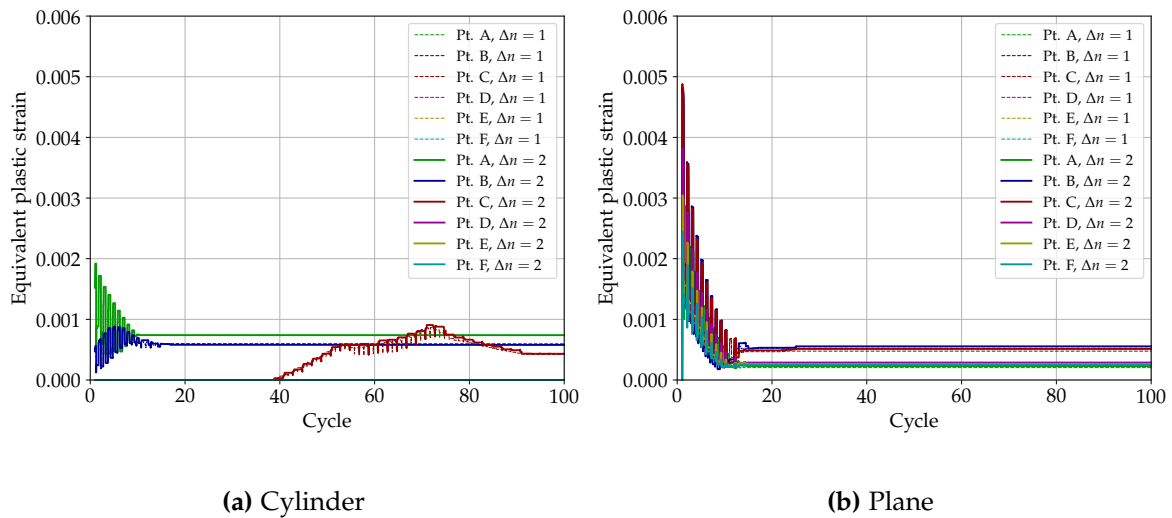 0.006
0.005
0.004
0.003
0.002
0.001
0.000
Equivalent plastic strain
0 20 40 60 80 100
Cycle
Pt. A, Δn = 1
Pt. B, Δn = 1
Pt. C, Δn = 1
Pt. D, Δn = 1
Pt. E, Δn = 1
Pt. F, Δn = 1
Pt. A, Δn = 2
Pt. B, Δn = 2
Pt. C, Δn = 2
Pt. D, Δn = 2
Pt. E, Δn = 2
Pt. F, Δn = 2
(a) Cylinder
0.006
0.005
0.004
0.003
0.002
0.001
0.000
Equivalent plastic strain
0 20 40 60 80 100
Cycle
Pt. A, Δn = 1
Pt. B, Δn = 1
Pt. C, Δn = 1
Pt. D, Δn = 1
Pt. E, Δn = 1
Pt. F, Δn = 1
Pt. A, Δn = 2
Pt. B, Δn = 2
Pt. C, Δn = 2
Pt. D, Δn = 2
Pt. E, Δn = 2
Pt. F, Δn = 2
(b) Plane